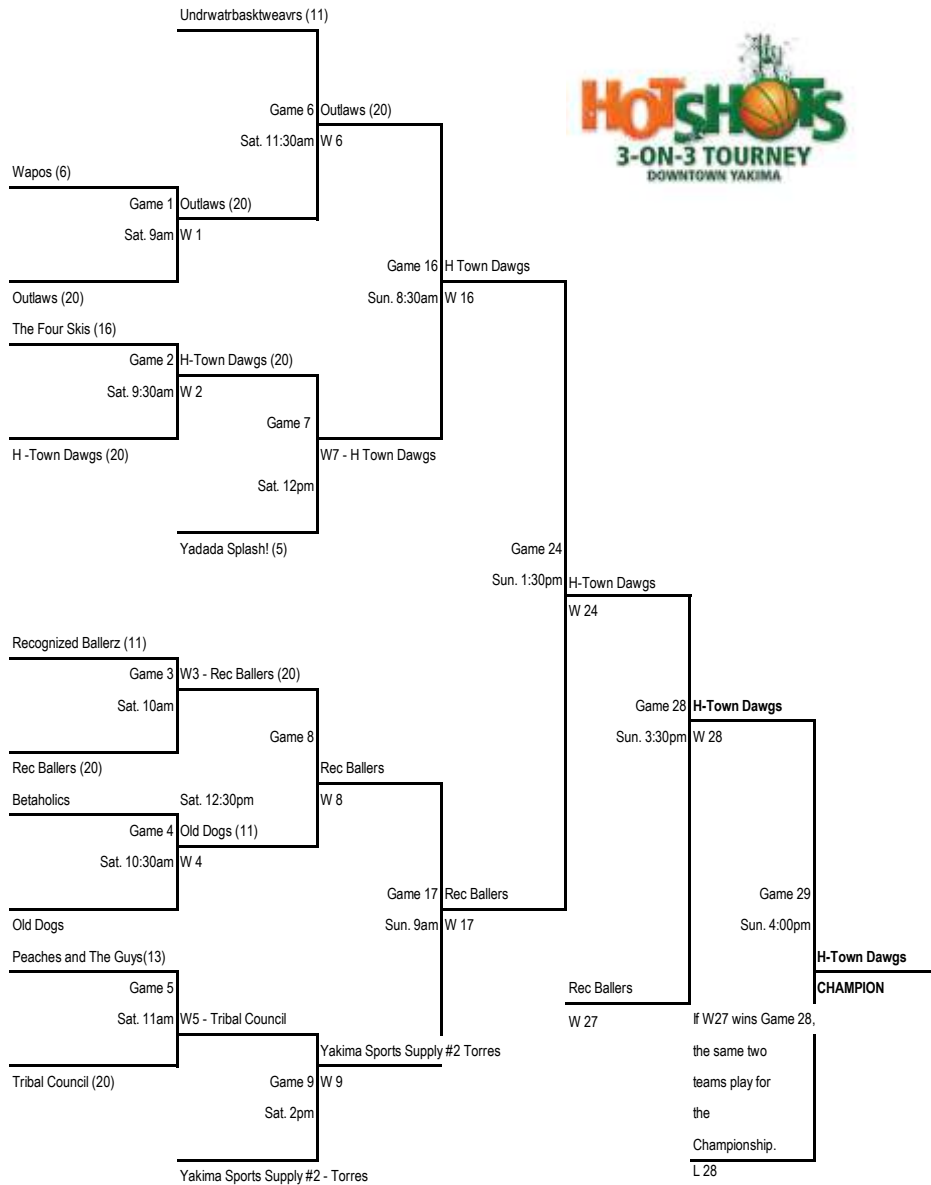 Undrwatrbasktweavrs (11)
HOTSHOTS
3-ON-3 TOURNEY
DOWNTOWN YAKIMA
Game 6 Outlaws (20)
Sat. 11:30am W 6
Wapos (6)
Game 1 Outlaws (20)
Sat. 9am W 1
Game 16 H Town Dawgs
Outlaws (20)
Sun. 8:30am W 16
The Four Skis (16)
Game 2 H-Town Dawgs (20)
Sat. 9:30am W 2
Game 7
H -Town Dawgs (20)
W7 - H Town Dawgs
Sat. 12pm
Yadada Splash! (5)
Game 24
Sun. 1:30pm H-Town Dawgs
W 24
Recognized Ballerz (11)
Game 3 W3 - Rec Ballers (20)
Sat. 10am
Game 28 H-Town Dawgs
Game 8
Sun. 3:30pm W 28
Rec Ballers (20)
Rec Ballers
Betaholics
Sat. 12:30pm
W 8
Game 4 Old Dogs (11)
Sat. 10:30am W 4
Game 17 Rec Ballers
Game 29
Old Dogs
Sun. 9am W 17
Sun. 4:00pm
Peaches and The Guys(13)
H-Town Dawgs
Game 5
Rec Ballers
CHAMPION
Sat. 11am W5 - Tribal Council
W 27
If W27 wins Game 28,
Yakima Sports Supply #2 Torres
the same two
Tribal Council (20)
Game 9 W 9
teams play for
Sat. 2pm
the
Championship.
Yakima Sports Supply #2 - Torres
L 28